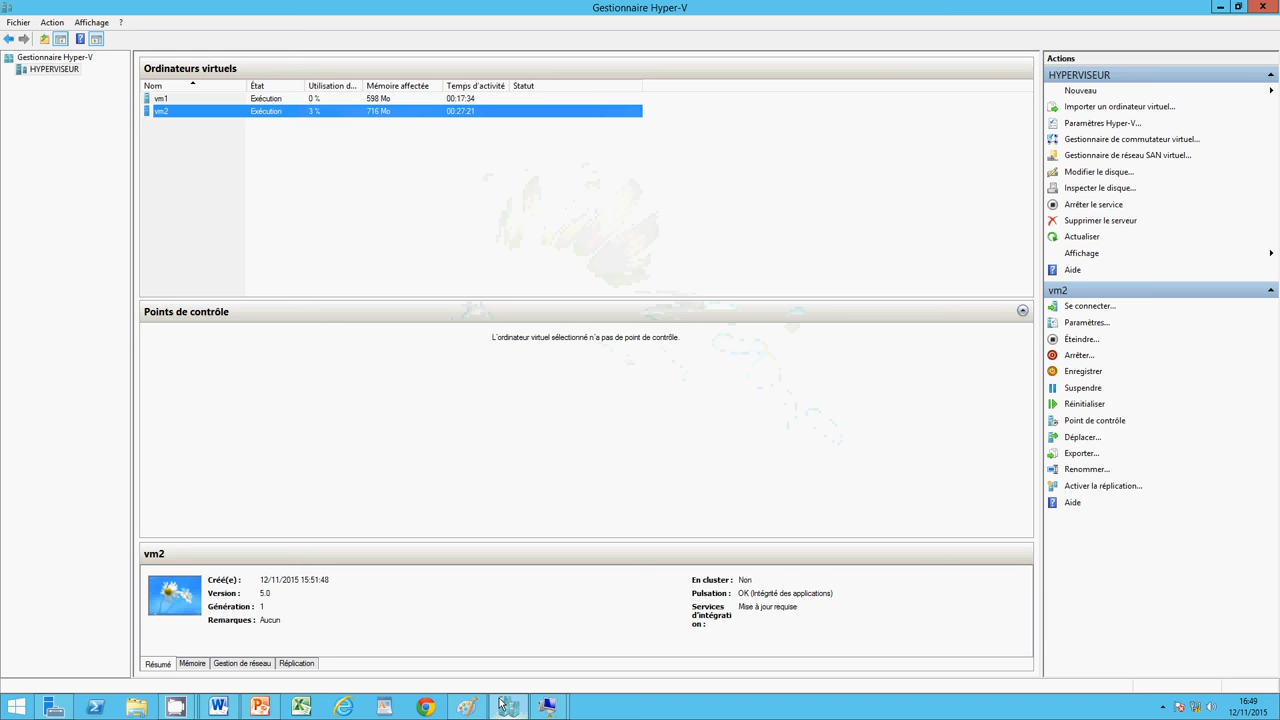 Gestionnaire Hyper-V
Fichier Action Affichage ?
Gestionnaire Hyper-V
HYPERVISEUR
Ordinateurs virtuels
Nom État Utilisation d... Mémoire affectée Temps d'activité Statut
vm1 Exécution 0 % 598 Mo 00:17:34
vm2 Exécution 3 % 716 Mo 00:27:21
Points de contrôle
L'ordinateur virtuel sélectionné n'a pas de point de contrôle.
vm2
Créé(e) : 12/11/2015 15:51:48
Version : 5.0
Génération : 1
Remarques : Aucun
En cluster : Non
Pulsation : OK (Intégrité des applications)
Services Mise à jour requise
d'intégrati
on :
Résumé Mémoire Gestion de réseau Réplication
Actions
HYPERVISEUR
Nouveau
Importer un ordinateur virtuel...
Paramètres Hyper-V...
Gestionnaire de commutateur virtuel...
Gestionnaire de réseau SAN virtuel...
Modifier le disque...
Inspecter le disque...
Arrêter le service
Supprimer le serveur
Actualiser
Affichage
Aide
vm2
Se connecter...
Paramètres...
Éteindre...
Arrêter...
Enregistrer
Suspendre
Réinitialiser
Point de contrôle
Déplacer...
Exporter...
Renommer...
Activer la réplication...
Aide
16:49
12/11/2015